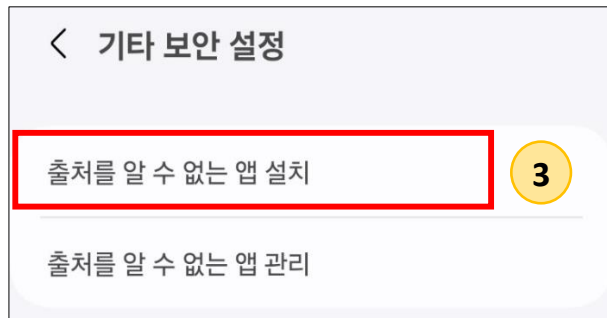 기타 보안 설정
출처를 알 수 없는 앱 설치
3
출처를 알 수 없는 앱 관리